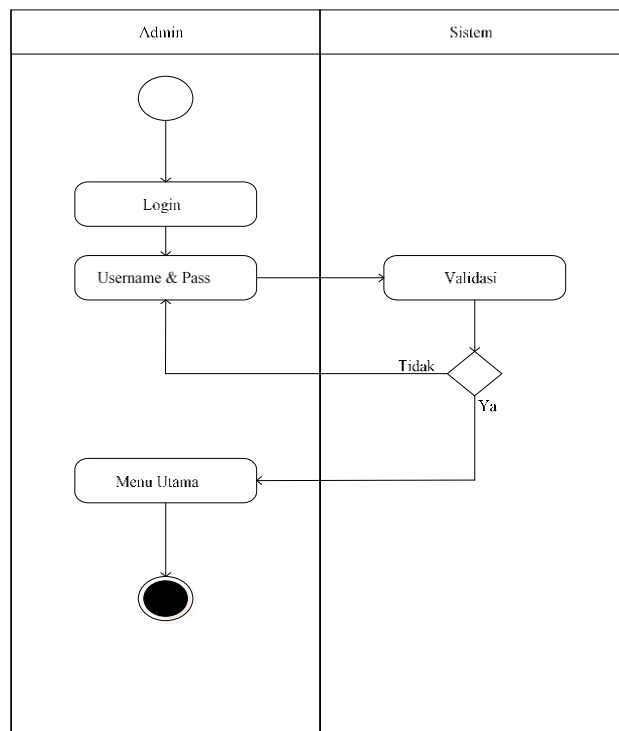 Admin
Sistem
Login
Username & Pass
Validasi
Tidak
Ya
Menu Utama